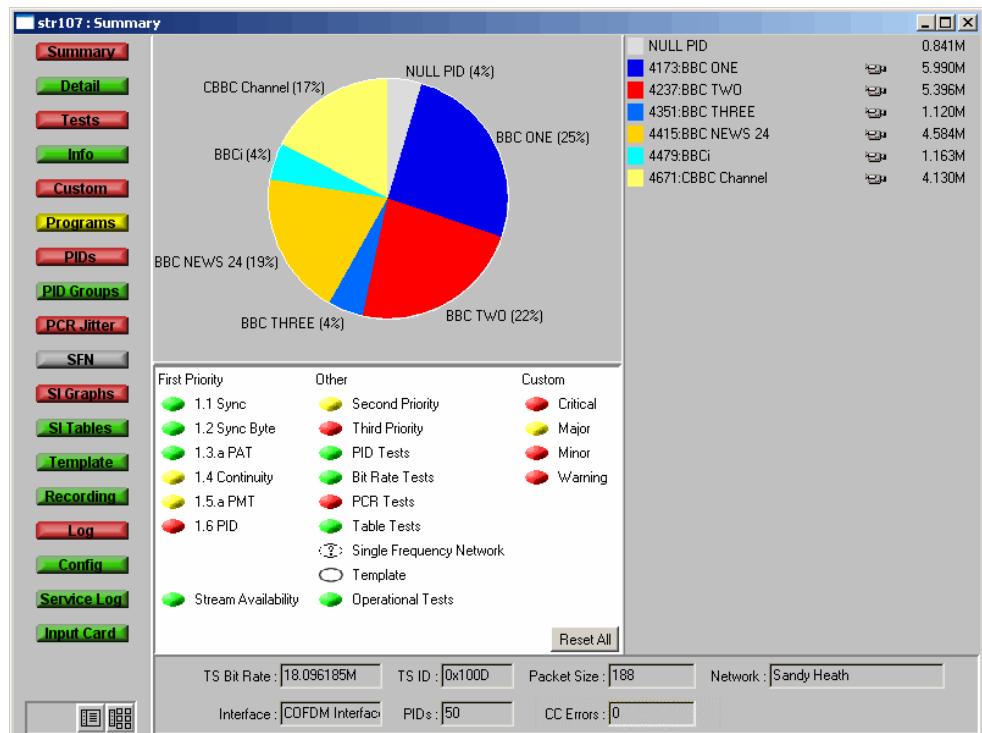 str107 : Summary
Summary
Detail
Tests
Info
Custom
Programs
PIDs
PID Groups
PCR Jitter
SFN
SI Graphs
SI Tables
Template
Recording
Log
Config
Service Log
Input Card
NULL PID (4%)
CBBC Channel (17%)
BBC ONE (25%)
BBCi (4%)
BBC NEWS 24 (19%)
BBC TWO (22%)
BBC THREE (4%)
NULL PID 0.841M
4173:BBC ONE 5.990M
4237:BBC TWO 5.396M
4351:BBC THREE 1.120M
4415:BBC NEWS 24 4.584M
4479:BBCi 1.163M
4671:CBBC Channel 4.130M
First Priority Other Custom
1.1 Sync Second Priority Critical
1.2 Sync Byte Third Priority Major
1.3.a PAT PID Tests Minor
1.4 Continuity Bit Rate Tests Warning
1.5.a PMT PCR Tests
1.6 PID Table Tests
Single Frequency Network
Template
Stream Availability Operational Tests
Reset All
TS Bit Rate : 18.096185M TS ID : 0x100D Packet Size : 188 Network : Sandy Heath
Interface : COFDM Interfac PIDs : 50 CC Errors : 0